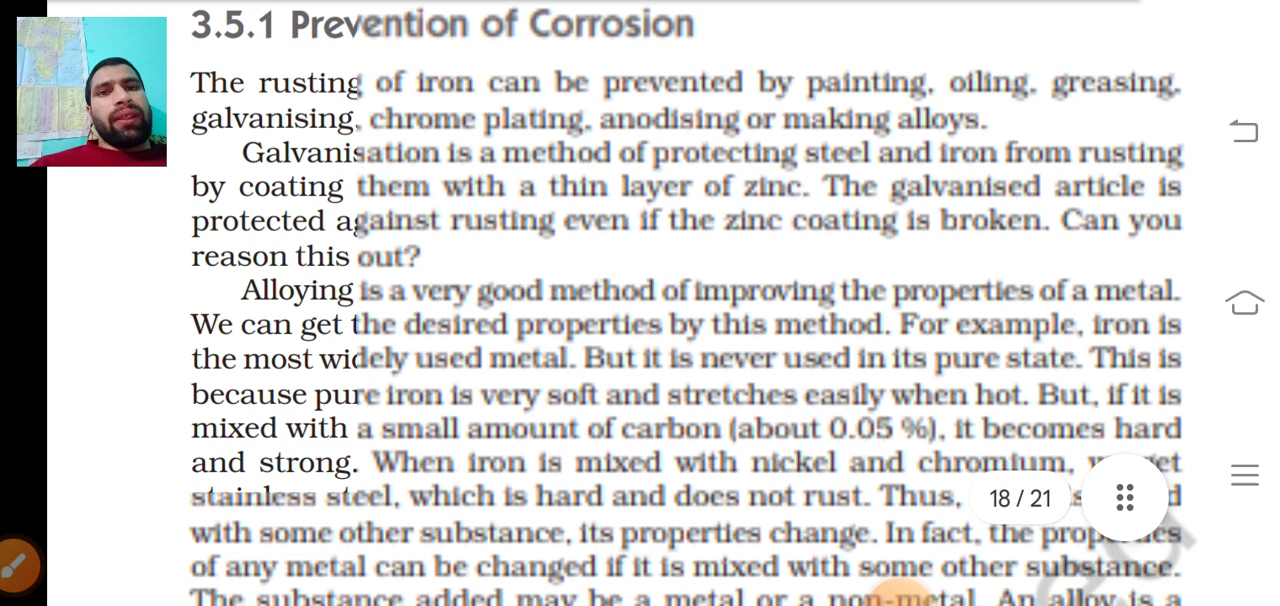 3.5.1 Prevention of Corrosion
The rusting of iron can be prevented by painting, oiling, greasing,
galvanising, chrome plating, anodising or making alloys.
Galvanisation is a method of protecting steel and iron from rusting
by coating them with a thin layer of zinc. The galvanised article is
protected against rusting even if the zinc coating is broken. Can you
reason this out?
Alloying is a very good method of improving the properties of a metal.
We can get the desired properties by this method. For example, iron is
the most widely used metal. But it is never used in its pure state. This is
because pure iron is very soft and stretches easily when hot. But, if it is
mixed with a small amount of carbon (about 0.05 %), it becomes hard
and strong. When iron is mixed with nickel and chromium,
stainless steel, which is hard and does not rust. Thus,
18 / 21
with some other substance, its properties change. In fact, the
of any metal can be changed if it is mixed with some other substance.
The substance added may be a metal or a non-metal. An alloy is a